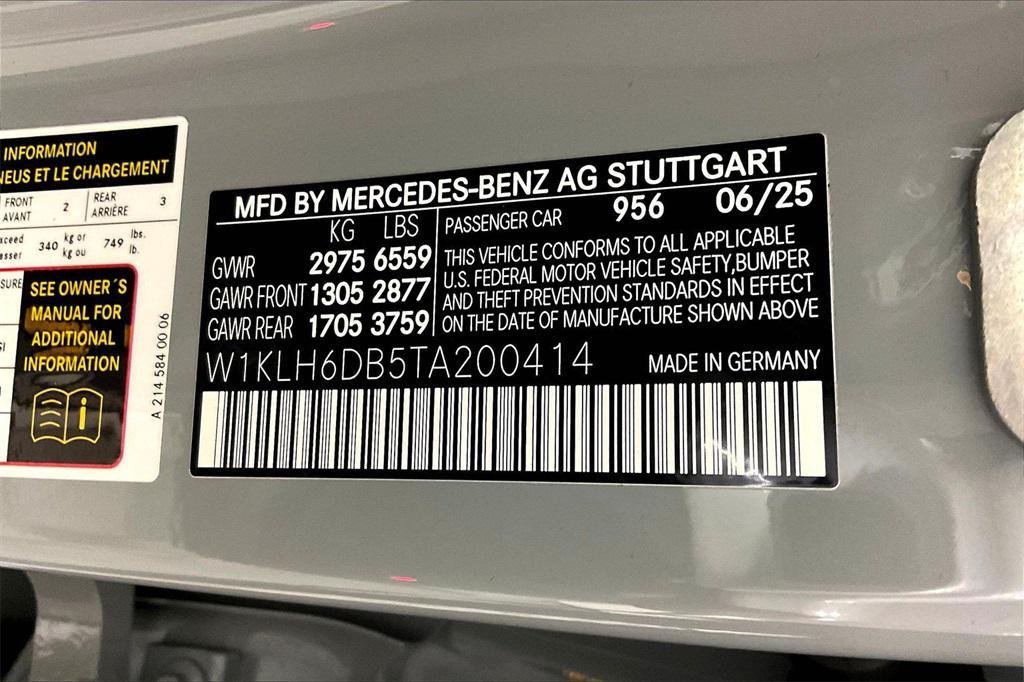 INFORMATION
NEUS ET LE CHARGEMENT
FRONT 2 REAR 3
AVANT ARRIÈRE
340 kg or 749 lbs.
kg ou lb.
SEE OWNER´S
MANUAL FOR
ADDITIONAL
INFORMATION
i
A 214 584 00 06
MFD BY MERCEDES-BENZ AG STUTTGART
KG LBS
GVWR 2975 6559
GAWR FRONT 1305 2877
GAWR REAR 1705 3759
PASSENGER CAR 956 06/25
THIS VEHICLE CONFORMS TO ALL APPLICABLE
U.S. FEDERAL MOTOR VEHICLE SAFETY,BUMPER
AND THEFT PREVENTION STANDARDS IN EFFECT
ON THE DATE OF MANUFACTURE SHOWN ABOVE
W1KLH6DB5TA200414 MADE IN GERMANY